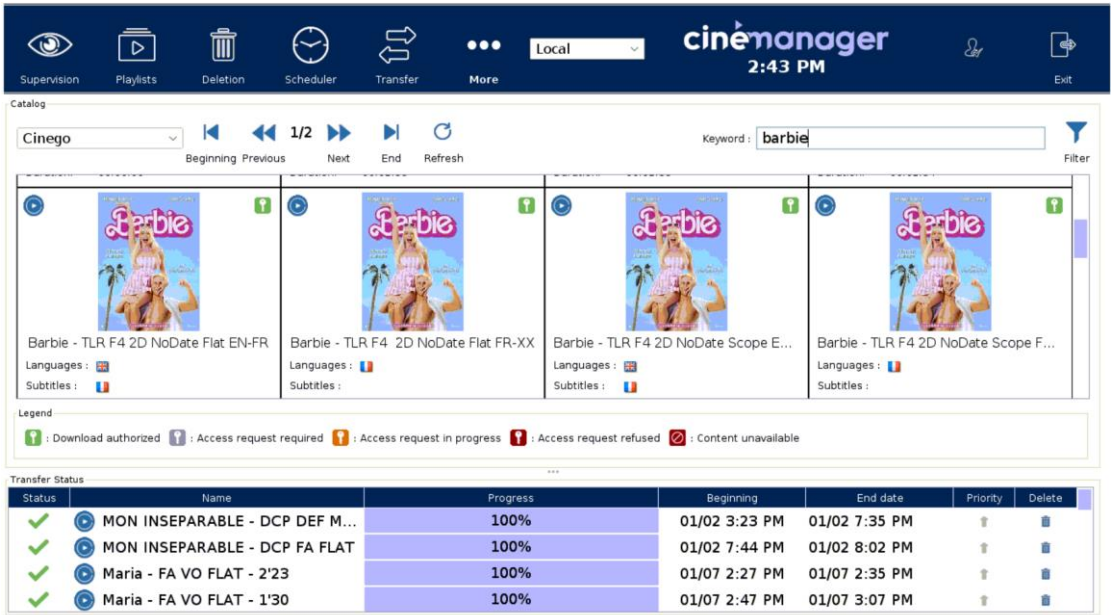 cinémanager
Local
2:43 PM
Supervision Playlists Deletion Scheduler Transfer More Exit
Catalog
Cinego 1/2 Keyword : barbie
Beginning Previous Next End Refresh Filter
Barbie Barbie Barbie Barbie
Barbie - TLR F4 2D NoDate Flat EN-FR Barbie - TLR F4 2D NoDate Flat FR-XX Barbie - TLR F4 2D NoDate Scope E... Barbie - TLR F4 2D NoDate Scope F...
Languages : Languages : Languages : Languages :
Subtitles : Subtitles : Subtitles : Subtitles :
Legend
: Download authorized : Access request required : Access request in progress : Access request refused : Content unavailable
Transfer Status
Status Name Progress Beginning End date Priority Delete
MON INSEPARABLE - DCP DEF M... 100% 01/02 3:23 PM 01/02 7:35 PM
MON INSEPARABLE - DCP FA FLAT 100% 01/02 7:44 PM 01/02 8:02 PM
Maria - FA VO FLAT - 2'23 100% 01/07 2:27 PM 01/07 2:35 PM
Maria - FA VO FLAT - 1'30 100% 01/07 2:47 PM 01/07 3:07 PM